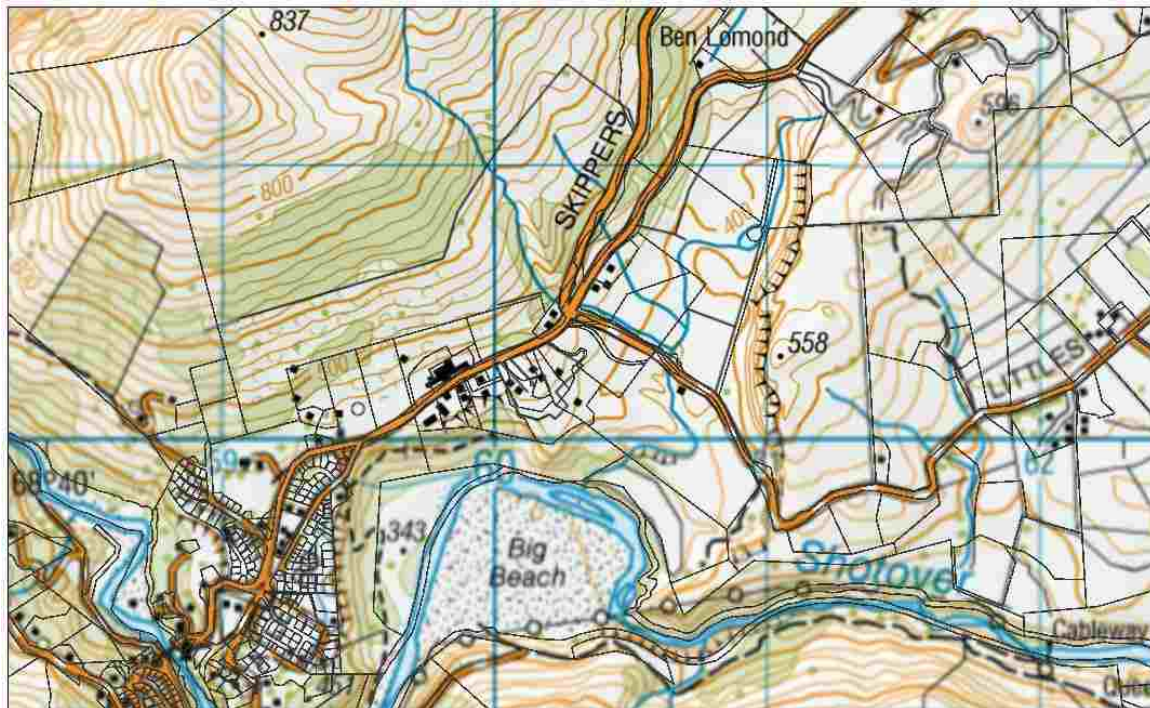 837
Ben Lomond
596
SKIPPERS
800
400
558
LITTLES
59
60
62
68°40'
343
Big
Beach
Shotover
Cableway